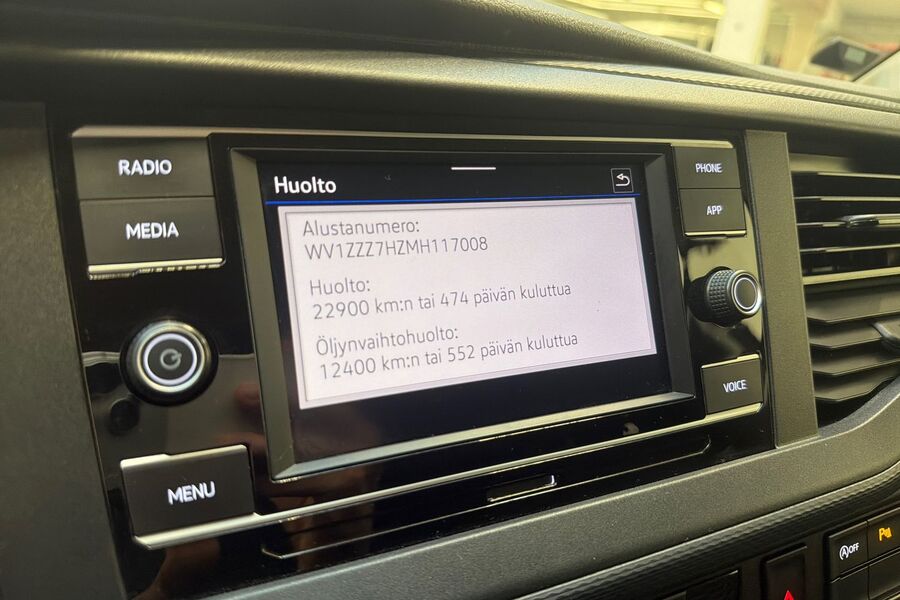 RADIO
MEDIA
MENU
Huolto
Alustanumero:
WV1ZZZ7HZMH117008
Huolto:
22900 km:n tai 474 päivän kuluttua
Öljynvaihtohuolto:
12400 km:n tai 552 päivän kuluttua
PHONE
APP
VOICE
OFF